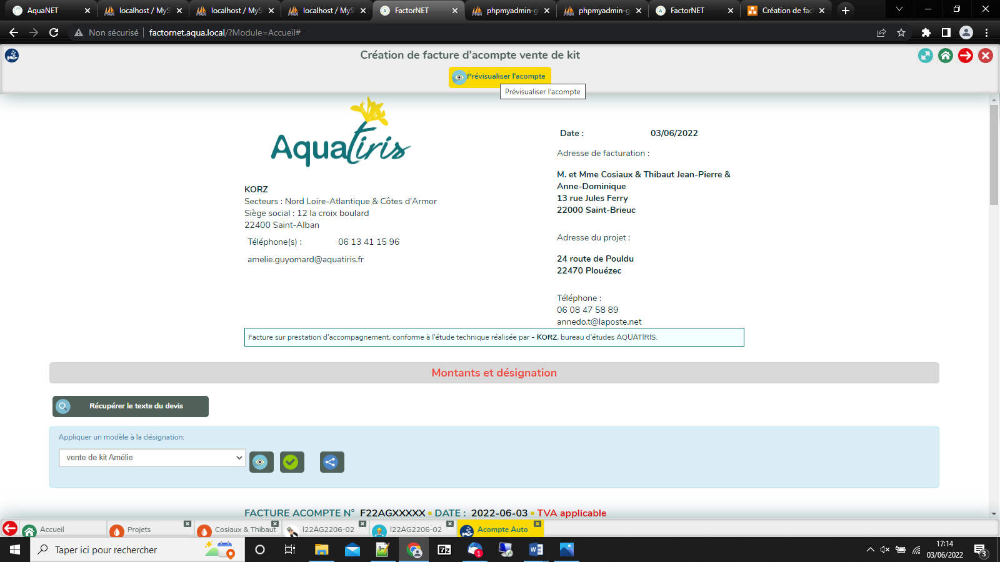 AquaNET
localhost / MyS
localhost / MyS
localhost / MyS
FactorNET
phpmyadmin-g
phpmyadmin-g
FactorNET
Création de fac
Non sécurisé
factornet.aqua.local/?Module=Accueil#
Création de facture d'acompte vente de kit
Prévisualiser l'acompte
Prévisualiser l'acompte
Aquatiris
KORZ
Secteurs : Nord Loire-Atlantique & Côtes d'Armor
Siège social : 12 la croix boulard
22400 Saint-Alban
Téléphone(s) : 06 13 41 15 96
amelie.guyomard@aquatiris.fr
Date : 03/06/2022
Adresse de facturation :
M. et Mme Cosiaux & Thibaut Jean-Pierre &
Anne-Dominique
13 rue Jules Ferry
22000 Saint-Brieuc
Adresse du projet :
24 route de Pouldu
22470 Plouézec
Téléphone :
06 08 47 58 89
annedo.t@laposte.net
Facture sur prestation d'accompagnement, conforme à l'étude technique réalisée par - KORZ, bureau d'études AQUATIRIS.
Montants et désignation
Récupérer le texte du devis
Appliquer un modèle à la désignation:
vente de kit Amélie
FACTURE ACOMPTE N° F22AGXXXXX • DATE : 2022-06-03 • TVA applicable
Accueil
Projets
Cosiaux & Thibaut
I22AG2206-02
I22AG2206-02
Acompte Auto
Taper ici pour rechercher
7z
1
17:14
03/06/2022
3